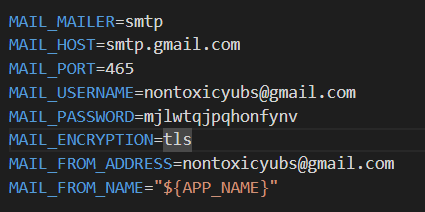 MAIL_MAILER=smtp
MAIL_HOST=smtp.gmail.com
MAIL_PORT=465
MAIL_USERNAME=nontoxicyubs@gmail.com
MAIL_PASSWORD=mjlwtqjpqhonfynv
MAIL_ENCRYPTION=tls
MAIL_FROM_ADDRESS=nontoxicyubs@gmail.com
MAIL_FROM_NAME="${APP_NAME}"